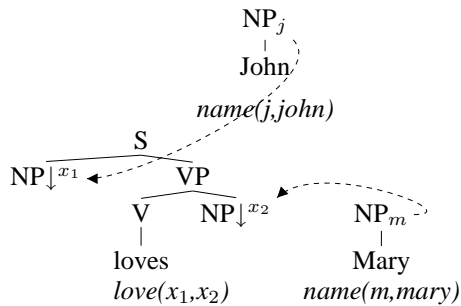 NP_j
John
name(j,john)
S
NP↓^{x_1} VP
V NP↓^{x_2} NP_m
loves Mary
love(x_1,x_2) name(m,mary)